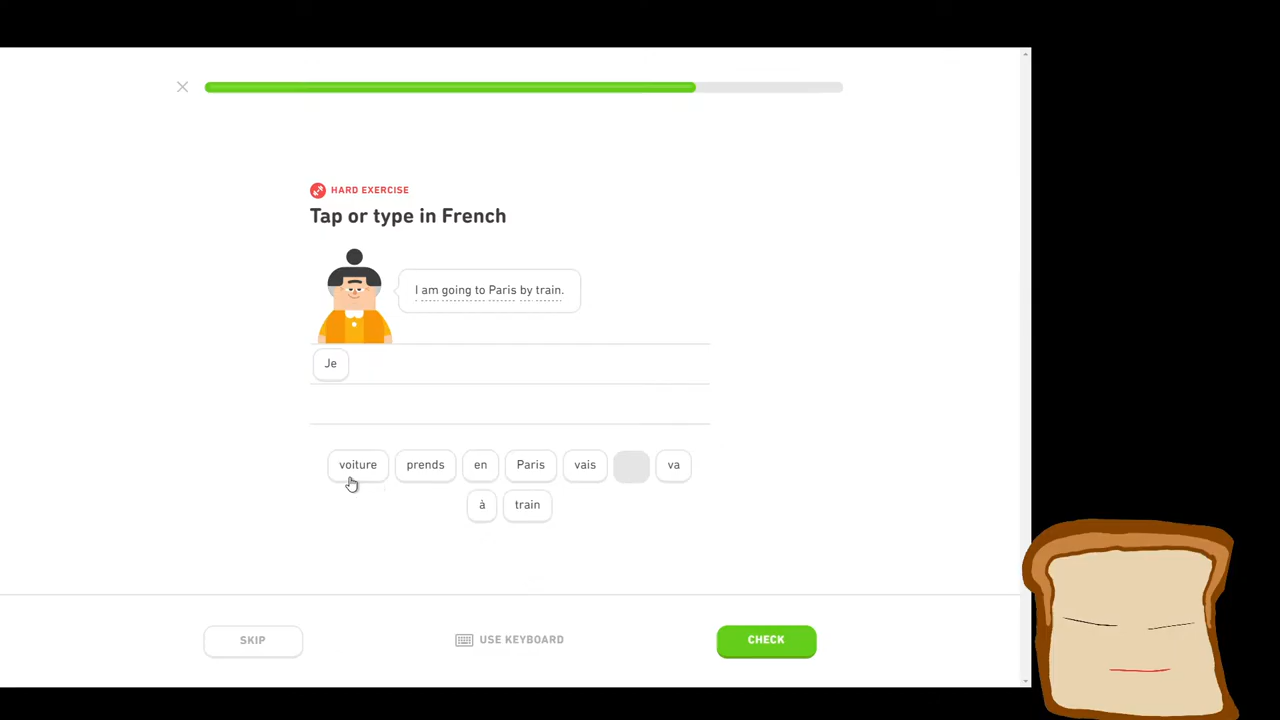 HARD EXERCISE
Tap or type in French
I am going to Paris by train.
Je
voiture prends en Paris vais va
à train
SKIP USE KEYBOARD CHECK